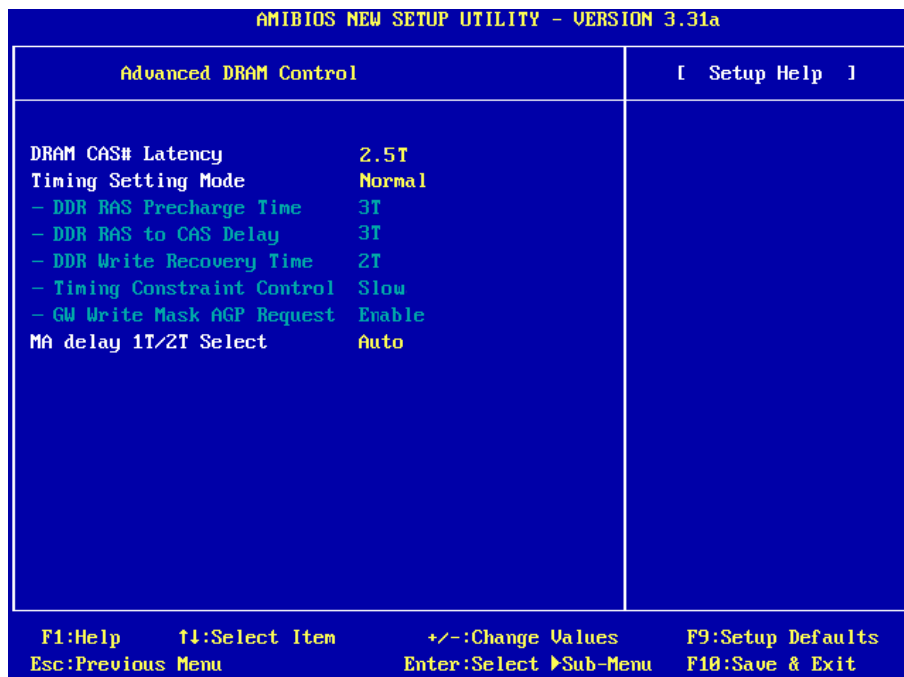 AMIBIOS NEW SETUP UTILITY - VERSION 3.31a
Advanced DRAM Control
[ Setup Help ]
DRAM CAS# Latency 2.5T
Timing Setting Mode Normal
- DDR RAS Precharge Time 3T
- DDR RAS to CAS Delay 3T
- DDR Write Recovery Time 2T
- Timing Constraint Control Slow
- GW Write Mask AGP Request Enable
MA delay 1T/2T Select Auto
F1:Help ↑↓:Select Item +/-:Change Values F9:Setup Defaults
Esc:Previous Menu Enter:Select ▶Sub-Menu F10:Save & Exit